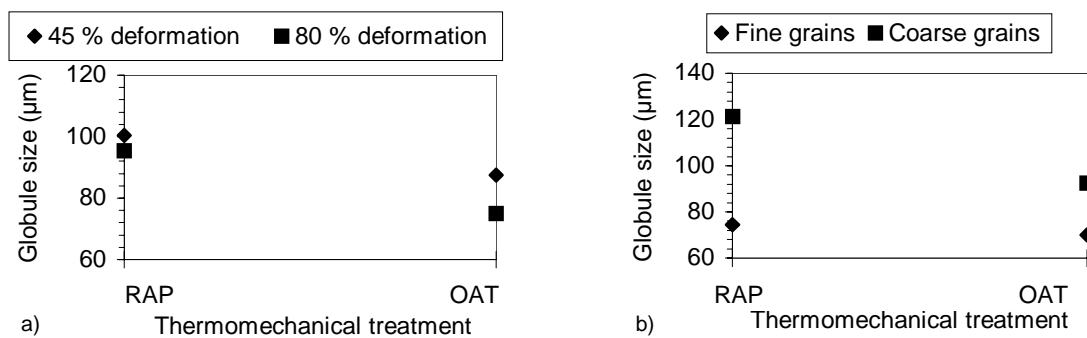 45 % deformation 80 % deformation
Globule size (µm)
120
100
80
60
RAP OAT
a) Thermomechanical treatment
Fine grains Coarse grains
Globule size (µm)
140
120
100
80
60
RAP OAT
b) Thermomechanical treatment